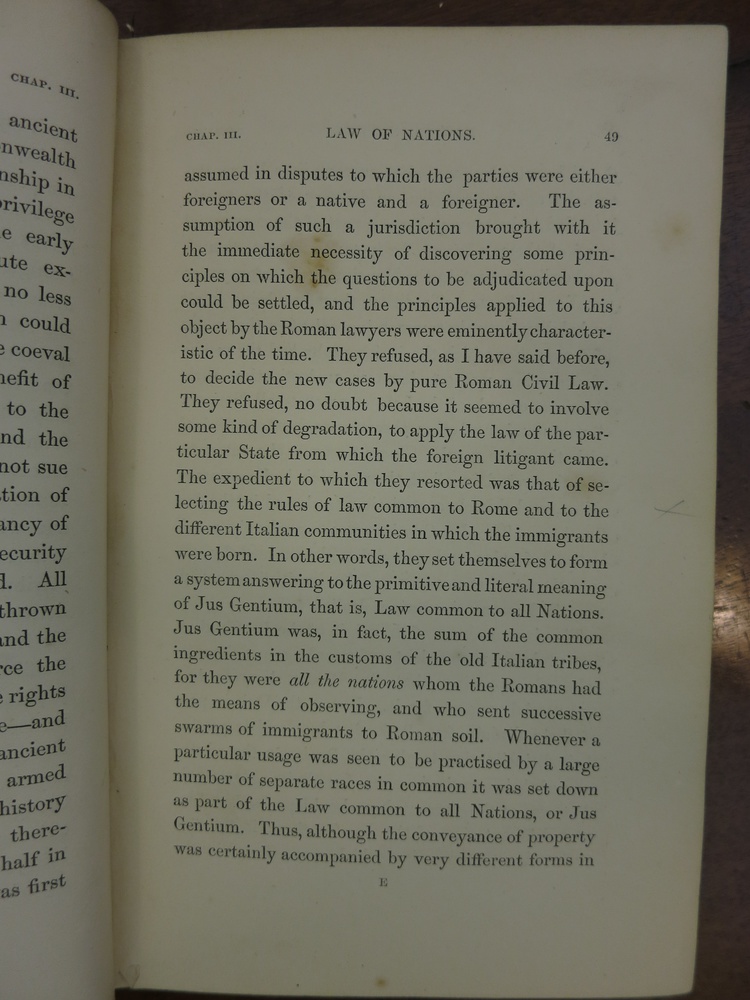 CHAP. III.
ancient
nwealth
nship in
privilege
e early
ute ex-
no less
could
coeval
nefit of
to the
nd the
not sue
tion of
ancy of
ecurity
All
thrown
and the
rce the
rights
e—and
ancient
armed
history
there-
half in
as first
CHAP. III. LAW OF NATIONS. 49
assumed in disputes to which the parties were either
foreigners or a native and a foreigner. The as-
sumption of such a jurisdiction brought with it
the immediate necessity of discovering some prin-
ciples on which the questions to be adjudicated upon
could be settled, and the principles applied to this
object by the Roman lawyers were eminently character-
istic of the time. They refused, as I have said before,
to decide the new cases by pure Roman Civil Law.
They refused, no doubt because it seemed to involve
some kind of degradation, to apply the law of the par-
ticular State from which the foreign litigant came.
The expedient to which they resorted was that of se-
lecting the rules of law common to Rome and to the
different Italian communities in which the immigrants
were born. In other words, they set themselves to form
a system answering to the primitive and literal meaning
of Jus Gentium, that is, Law common to all Nations.
Jus Gentium was, in fact, the sum of the common
ingredients in the customs of the old Italian tribes,
for they were all the nations whom the Romans had
the means of observing, and who sent successive
swarms of immigrants to Roman soil. Whenever a
particular usage was seen to be practised by a large
number of separate races in common it was set down
as part of the Law common to all Nations, or Jus
Gentium. Thus, although the conveyance of property
was certainly accompanied by very different forms in
E